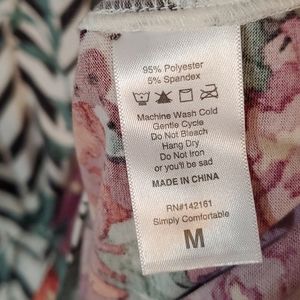 95% Polyester
5% Spandex
Machine Wash Cold
Gentle Cycle
Do Not Bleach
Hang Dry
Do Not Iron
or you'll be sad
MADE IN CHINA
RN#142161
Simply Comfortable
M